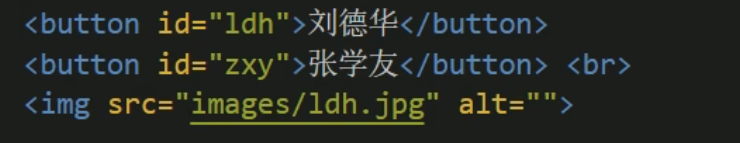 <button id="ldh">刘德华</button>
<button id="zxy">张学友</button> <br>
<img src="images/ldh.jpg" alt="">